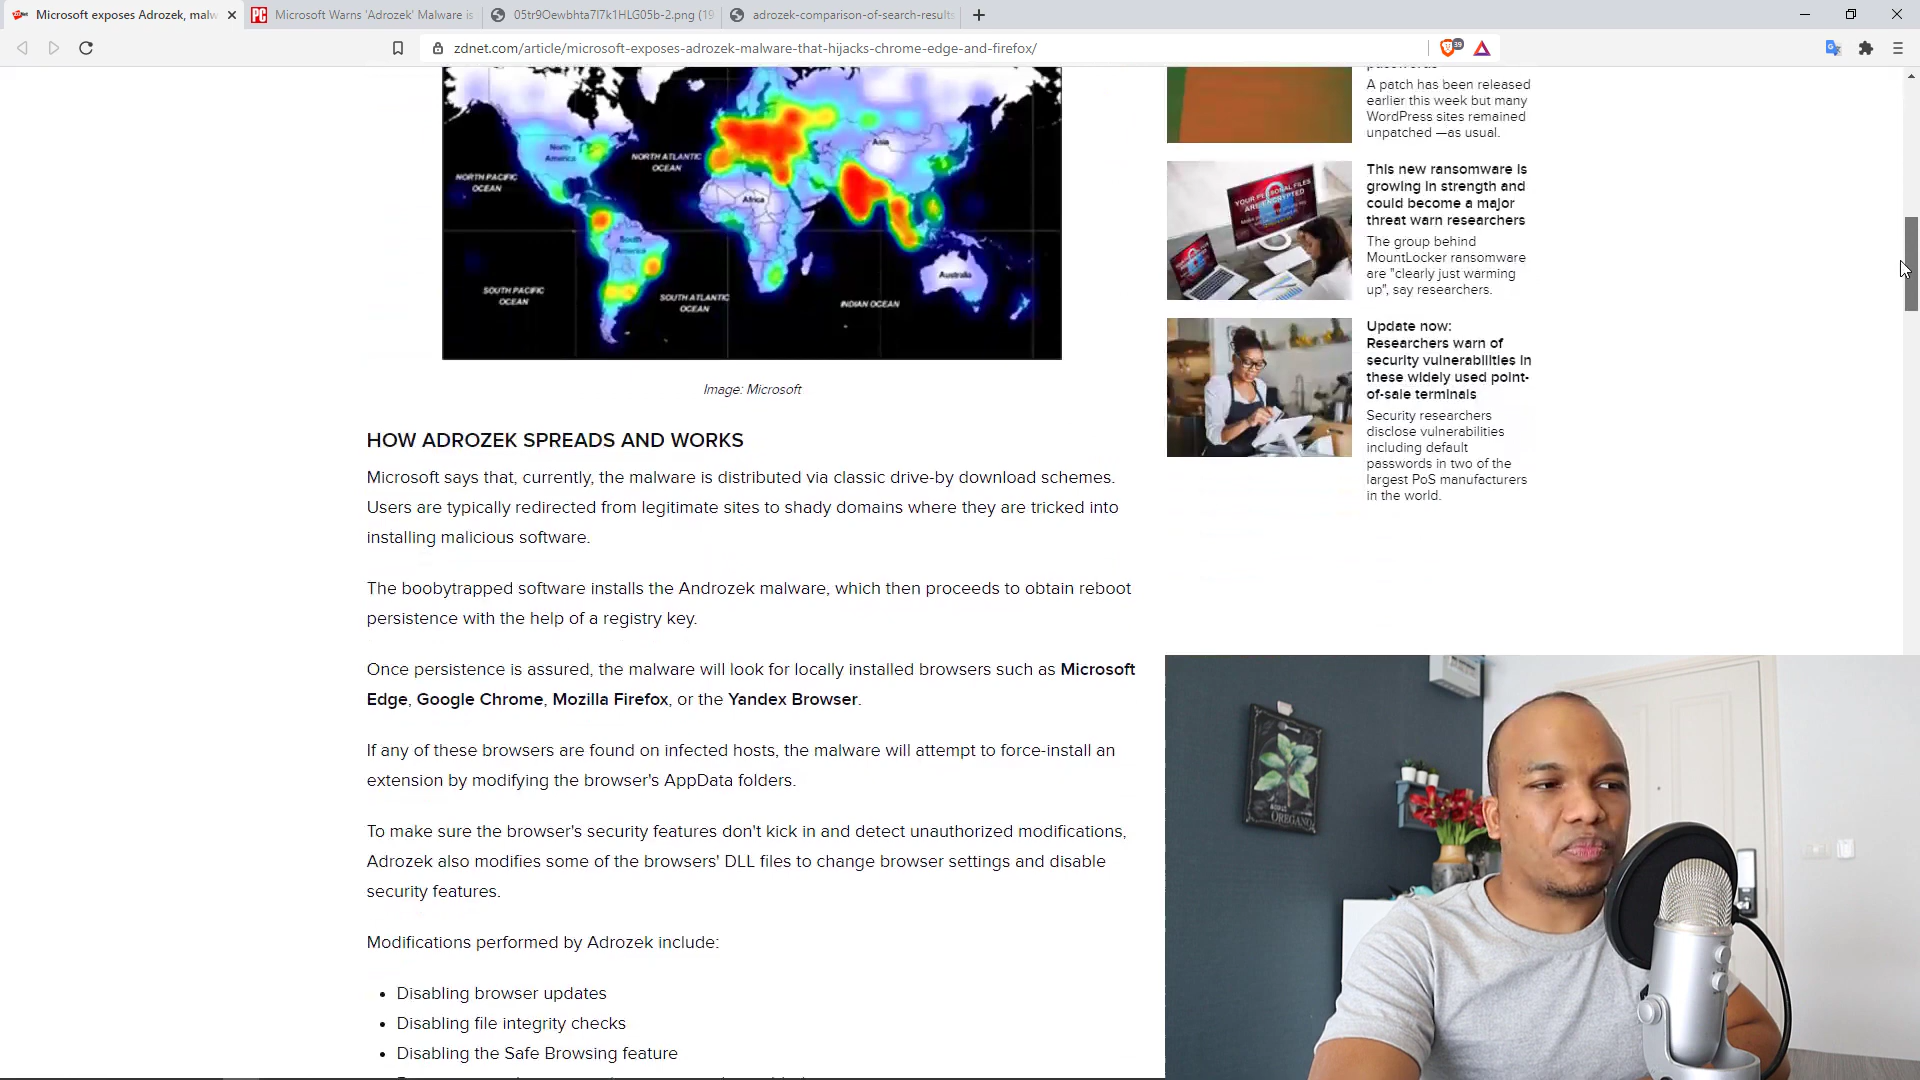 Microsoft exposes Adrozek, malw
Microsoft Warns 'Adrozek' Malware is
adrozek-comparison-of-search-results
zdnet.com/article/microsoft-exposes-adrozek-malware-that-hijacks-chrome-edge-and-firefox/
39
North
America
NORTH ATLANTIC
OCEAN
Asia
NORTH PACIFIC
OCEAN
Africa
South
America
Australia
SOUTH PACIFIC
OCEAN
SOUTH ATLANTIC
OCEAN
INDIAN OCEAN
Image: Microsoft
HOW ADROZEK SPREADS AND WORKS
Microsoft says that, currently, the malware is distributed via classic drive-by download schemes.
Users are typically redirected from legitimate sites to shady domains where they are tricked into
installing malicious software.
The boobytrapped software installs the Androzek malware, which then proceeds to obtain reboot
persistence with the help of a registry key.
Once persistence is assured, the malware will look for locally installed browsers such as Microsoft
Edge, Google Chrome, Mozilla Firefox, or the Yandex Browser.
If any of these browsers are found on infected hosts, the malware will attempt to force-install an
extension by modifying the browser's AppData folders.
To make sure the browser's security features don't kick in and detect unauthorized modifications,
Adrozek also modifies some of the browsers' DLL files to change browser settings and disable
security features.
Modifications performed by Adrozek include:
• Disabling browser updates
• Disabling file integrity checks
• Disabling the Safe Browsing feature
A patch has been released
earlier this week but many
WordPress sites remained
unpatched —as usual.
YOUR PERSONAL FILES
ARE ENCRYPTED
This new ransomware is
growing in strength and
could become a major
threat warn researchers
The group behind
MountLocker ransomware
are "clearly just warming
up", say researchers.
Update now:
Researchers warn of
security vulnerabilities in
these widely used point-
of-sale terminals
Security researchers
disclose vulnerabilities
including default
passwords in two of the
largest PoS manufacturers
in the world.
OREGANO